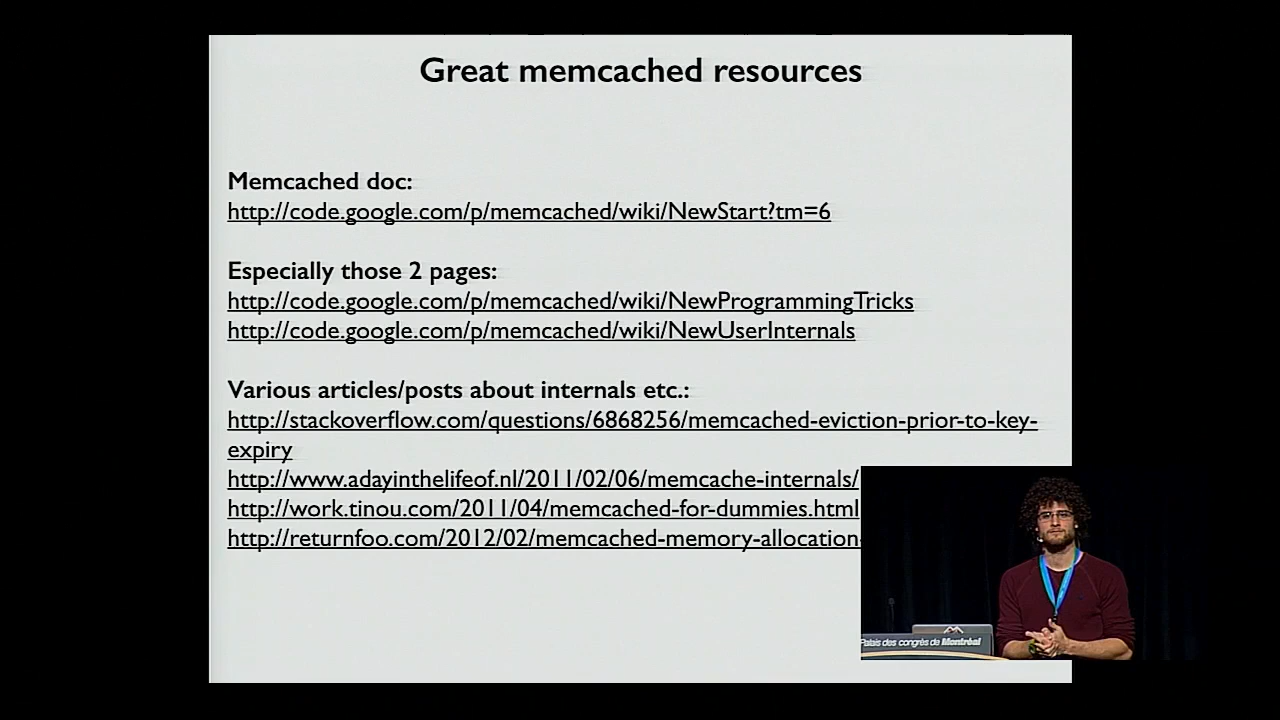 Great memcached resources
Memcached doc:
http://code.google.com/p/memcached/wiki/NewStart?tm=6
Especially those 2 pages:
http://code.google.com/p/memcached/wiki/NewProgrammingTricks
http://code.google.com/p/memcached/wiki/NewUserInternals
Various articles/posts about internals etc.:
http://stackoverflow.com/questions/6868256/memcached-eviction-prior-to-key-
expiry
http://www.adayinthelifeof.nl/2011/02/06/memcache-internals/
http://work.tinou.com/2011/04/memcached-for-dummies.html
http://returnfoo.com/2012/02/memcached-memory-allocation-
Palais des congrès de Montréal